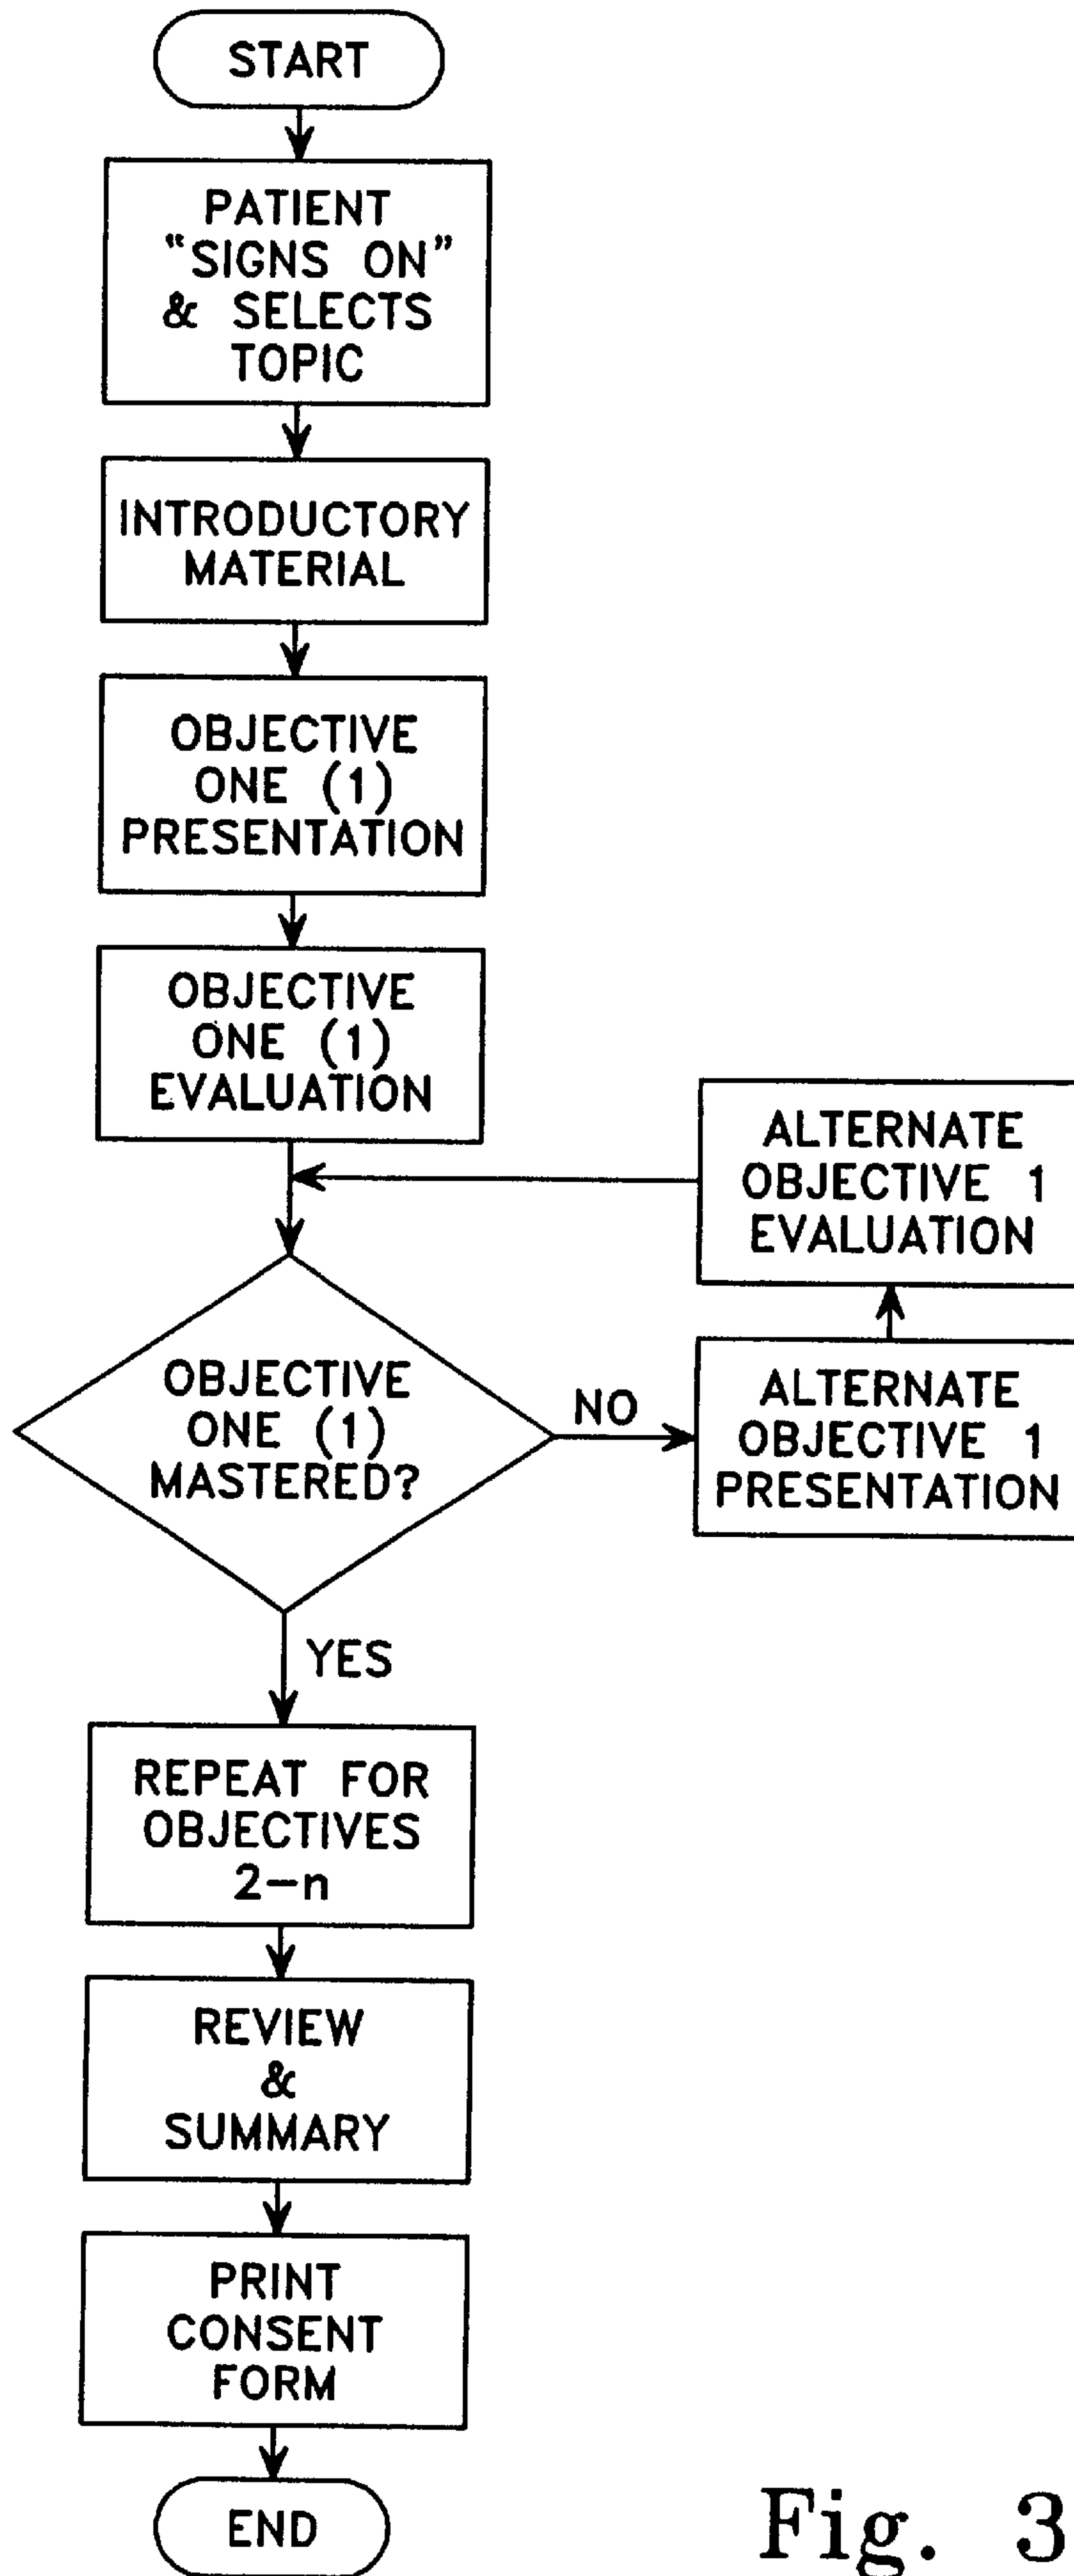 START
PATIENT
"SIGNS ON"
& SELECTS
TOPIC
INTRODUCTORY
MATERIAL
OBJECTIVE
ONE (1)
PRESENTATION
OBJECTIVE
ONE (1)
EVALUATION
ALTERNATE
OBJECTIVE 1
EVALUATION
OBJECTIVE
ONE (1)
MASTERED?
NO
ALTERNATE
OBJECTIVE 1
PRESENTATION
YES
REPEAT FOR
OBJECTIVES
2-n
REVIEW
&
SUMMARY
PRINT
CONSENT
FORM
END
Fig. 3